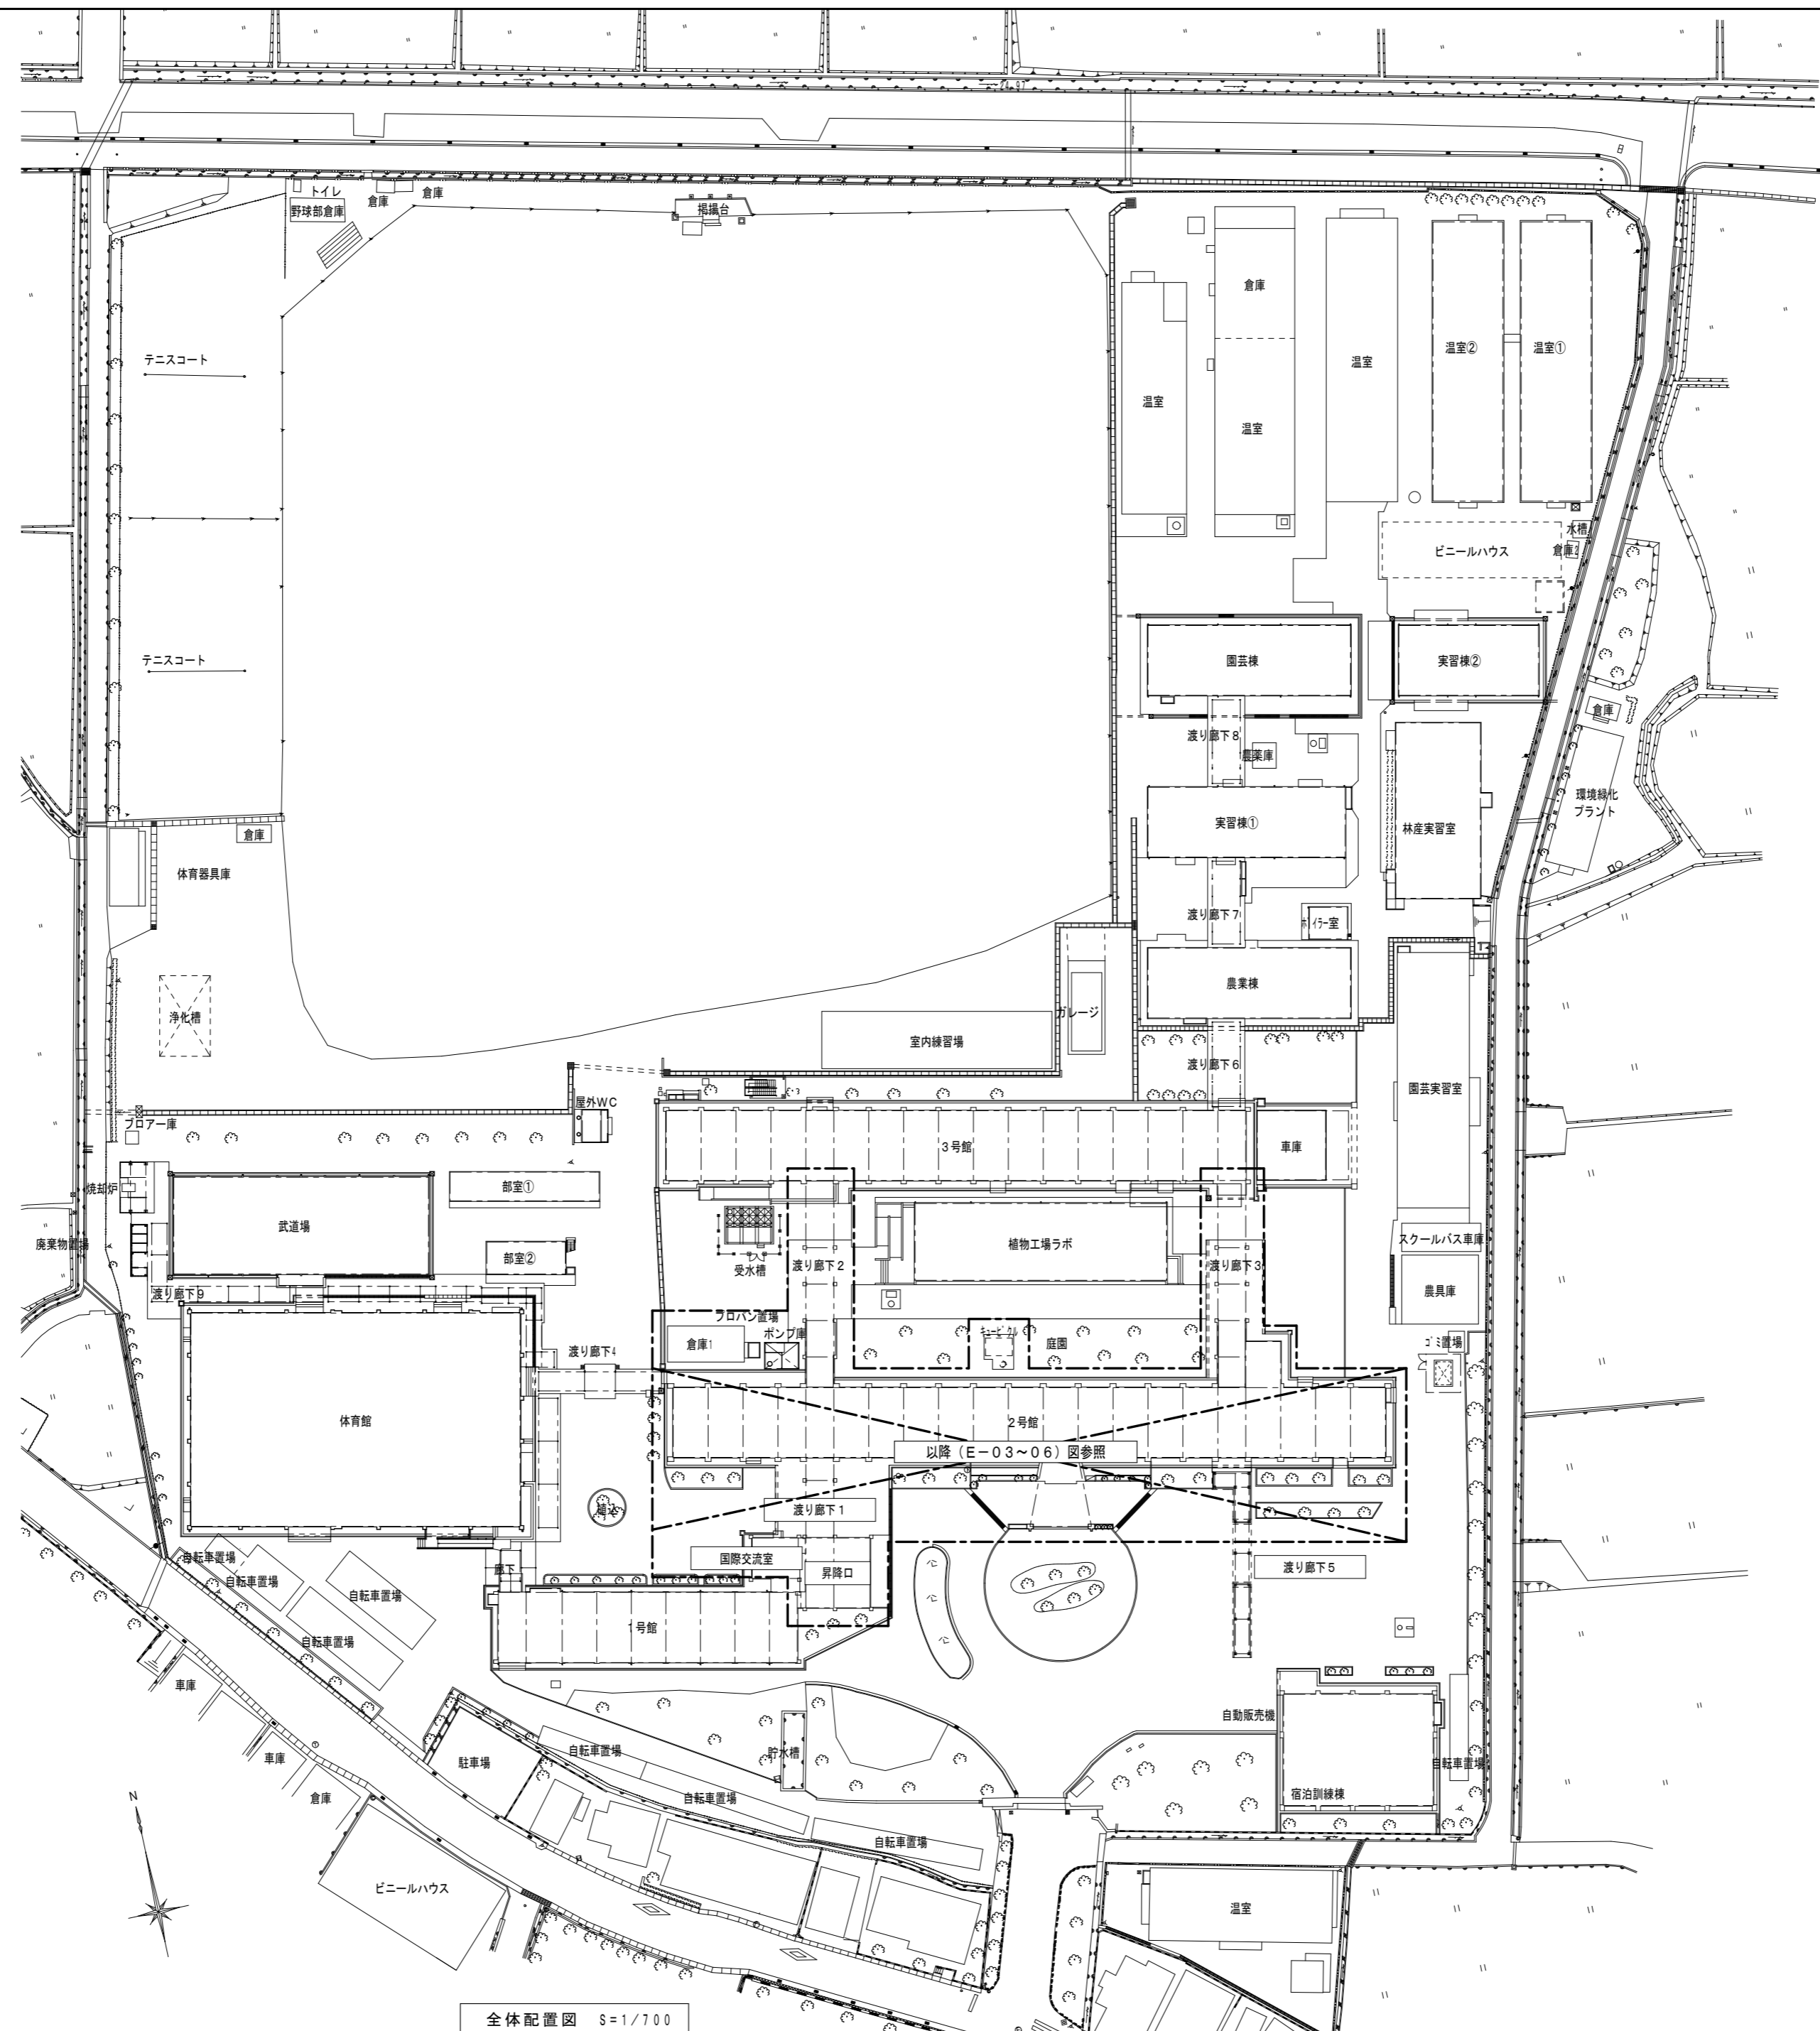 トイレ
倉庫
倉庫
野球部倉庫
掲揚台
倉庫
テニスコート
温室②
温室①
温室
温室
温室
水槽
ビニールハウス
倉庫2
テニスコート
園芸棟
実習棟②
倉庫
渡り廊下8
農薬庫
環境緑化
プラント
実習棟①
林産実習室
倉庫
体育器具庫
渡り廊下7
ボイラー室
農業棟
ガレージ
浄化槽
室内練習場
渡り廊下6
園芸実習室
屋外WC
ブロアー庫
3号館
車庫
焼却炉
部室①
武道場
廃棄物置場
スクールバス車庫
植物工場ラボ
部室②
受水槽
渡り廊下2
渡り廊下3
農具庫
渡り廊下9
プロパン置場
ポンプ庫
キュービクル
倉庫1
庭園
ゴミ置場
渡り廊下4
体育館
2号館
以降(E-03~06)図参照
植込
渡り廊下1
国際交流室
昇降口
廊下
渡り廊下5
自転車置場
自転車置場
自転車置場
1号館
自転車置場
車庫
自動販売機
車庫
駐車場
自転車置場
貯水槽
自転車置場
宿泊訓練棟
倉庫
自転車置場
N
自転車置場
ビニールハウス
温室
全体配置図 S=1/700